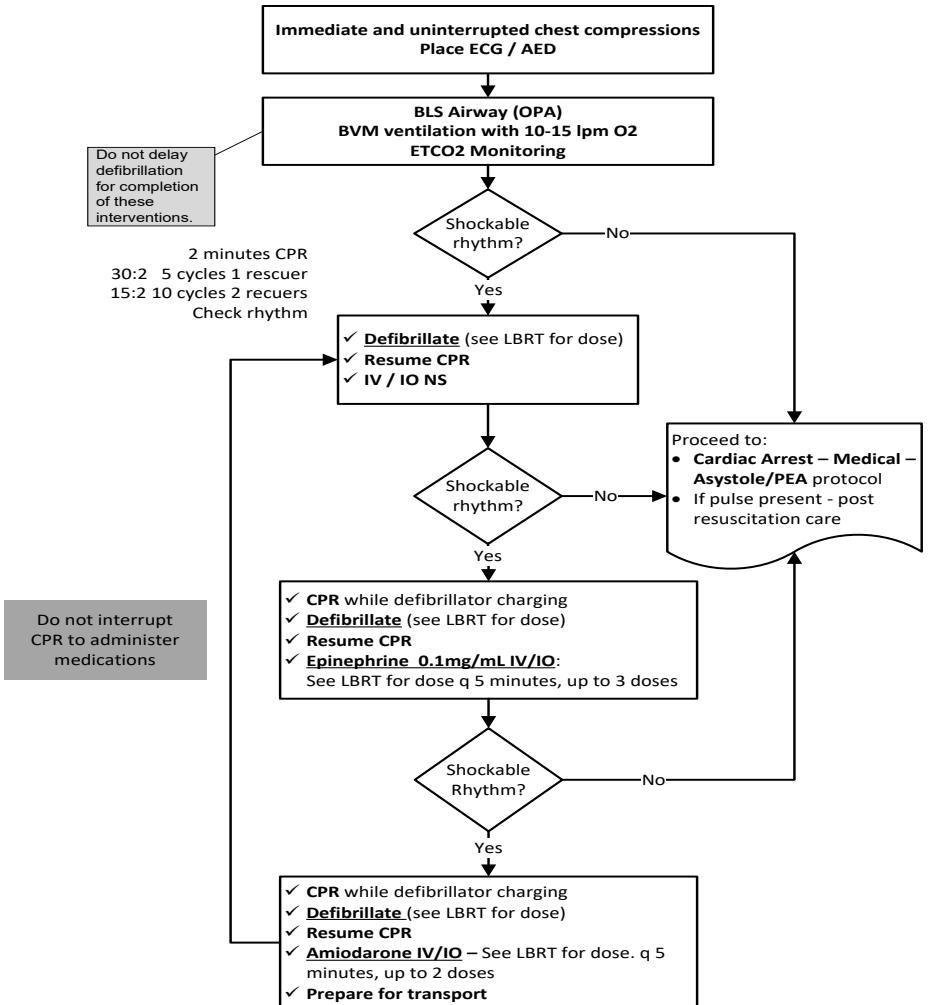 Immediate and uninterrupted chest compressions
Place ECG / AED
BLS Airway (OPA)
BVM ventilation with 10-15 lpm O2
ETCO2 Monitoring
Do not delay
defibrillation
for completion
of these
interventions.
Shockable
rhythm?
No
Yes
2 minutes CPR
30:2 5 cycles 1 rescuer
15:2 10 cycles 2 recuers
Check rhythm
✓ Defibrillate (see LBRT for dose)
✓ Resume CPR
✓ IV / IO NS
Shockable
rhythm?
No
Yes
Proceed to:
• Cardiac Arrest – Medical –
Asystole/PEA protocol
• If pulse present - post
resuscitation care
Do not interrupt
CPR to administer
medications
✓ CPR while defibrillator charging
✓ Defibrillate (see LBRT for dose)
✓ Resume CPR
✓ Epinephrine 0.1mg/mL IV/IO:
See LBRT for dose q 5 minutes, up to 3 doses
Shockable
Rhythm?
No
Yes
✓ CPR while defibrillator charging
✓ Defibrillate (see LBRT for dose)
✓ Resume CPR
✓ Amiodarone IV/IO – See LBRT for dose. q 5
minutes, up to 2 doses
✓ Prepare for transport